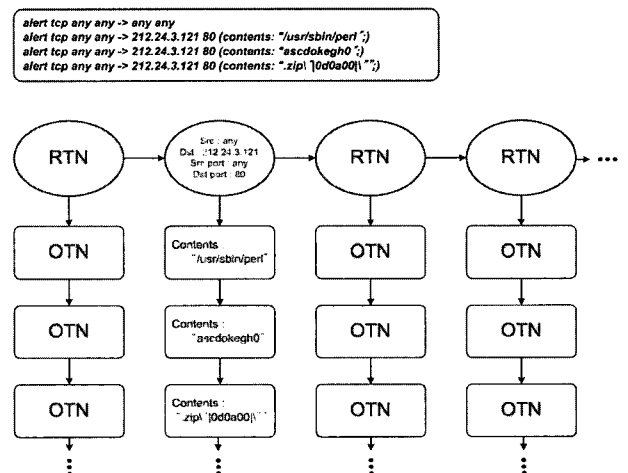 alert tcp any any -> any any
alert tcp any any -> 212.24.3.121 80 (contents: "/usr/sbin/perl";)
alert tcp any any -> 212.24.3.121 80 (contents: "ascdokegh0";)
alert tcp any any -> 212.24.3.121 80 (contents: ".zip\"|0d0a00|\"";)
RTN
Src : any
Dst : 212.24.3.121
Src port : any
Dst port : 80
RTN
RTN
...
OTN
Contents
"/usr/sbin/perl"
OTN
OTN
OTN
Contents :
"ascdokegh0"
OTN
OTN
OTN
Contents :
".zip\"|0d0a00|\""
OTN
OTN